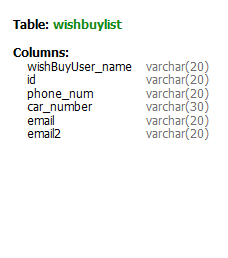 Table: wishbuylist
Columns:
wishBuyUser_name varchar(20)
id varchar(20)
phone_num varchar(20)
car_number varchar(30)
email varchar(20)
email2 varchar(20)